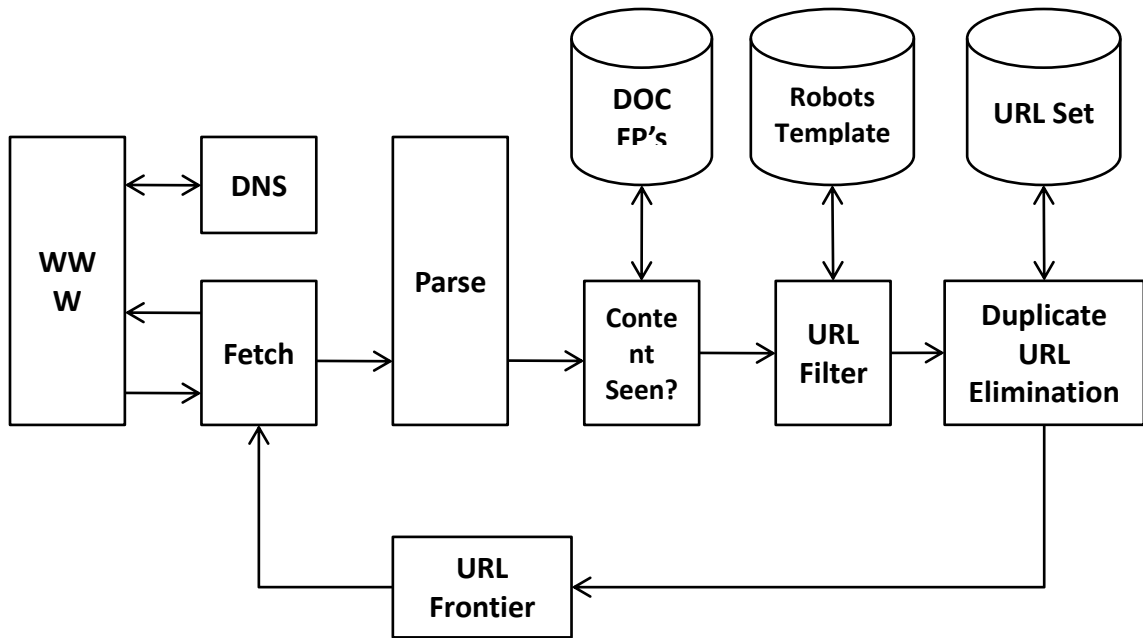 DOC
FP's
Robots
Template
URL Set
DNS
WW
W
Parse
Fetch
Conte
nt
Seen?
URL
Filter
Duplicate
URL
Elimination
URL
Frontier